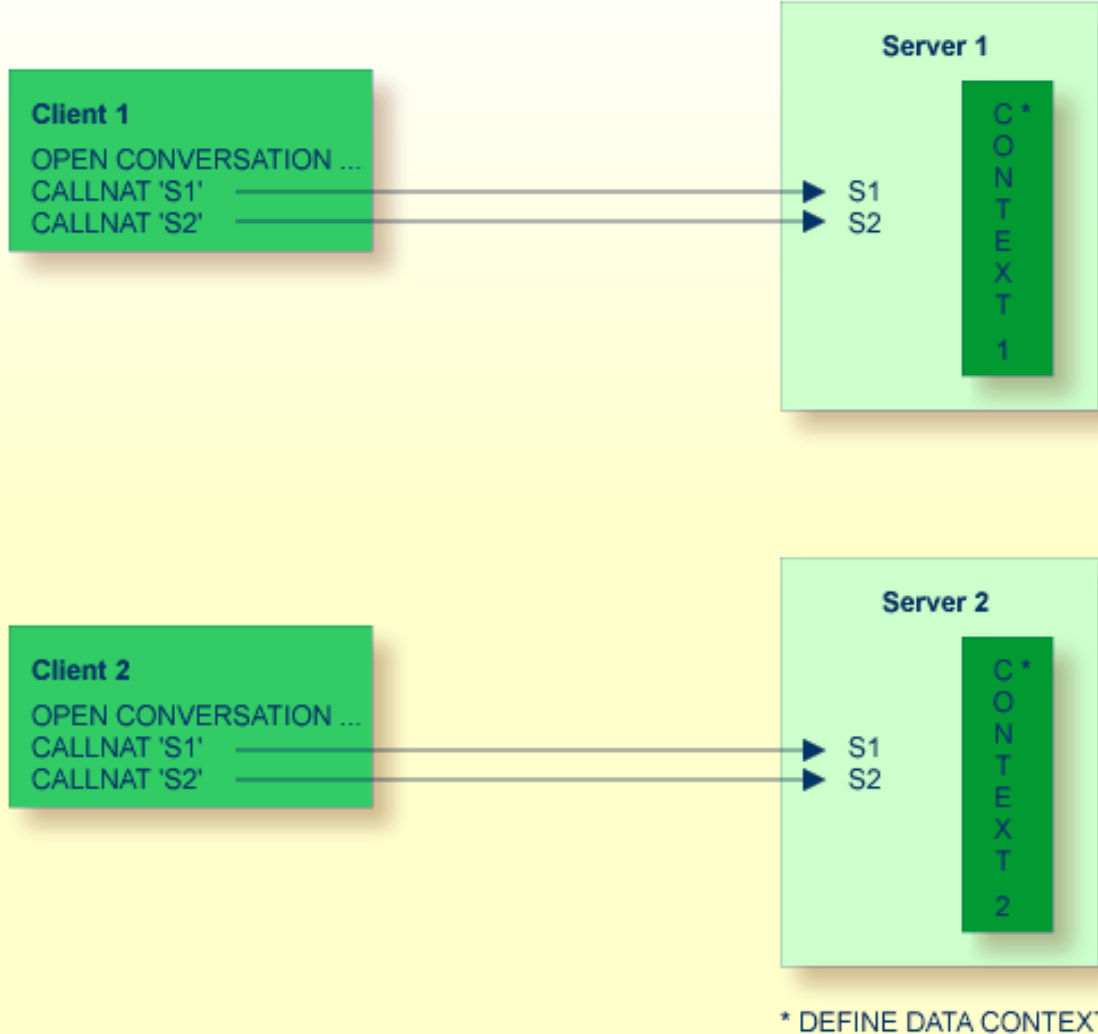 Server 1
Client 1
OPEN CONVERSATION ...
CALLNAT 'S1'
CALLNAT 'S2'
S1
S2
C *
O
N
T
E
X
T
1
Server 2
Client 2
OPEN CONVERSATION ...
CALLNAT 'S1'
CALLNAT 'S2'
S1
S2
C *
O
N
T
E
X
T
2
* DEFINE DATA CONTEXT